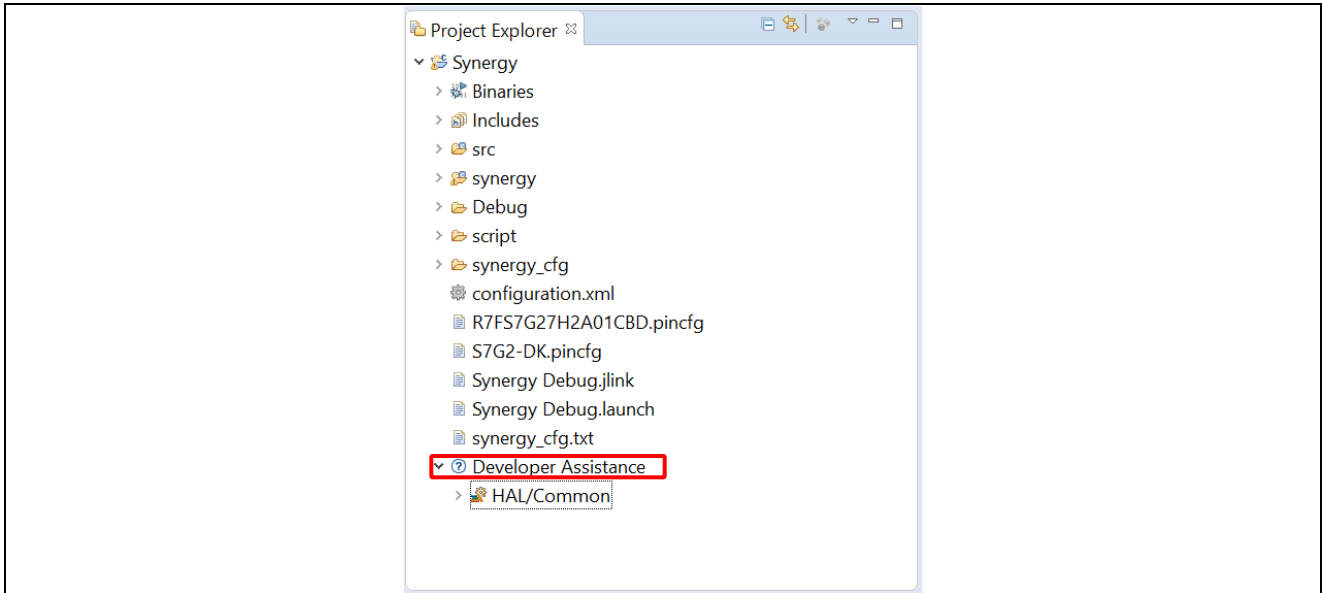 Project Explorer
Synergy
Binaries
Includes
src
synergy
Debug
script
synergy_cfg
configuration.xml
R7FS7G27H2A01CBD.pincfg
S7G2-DK.pincfg
Synergy Debug.jlink
Synergy Debug.launch
synergy_cfg.txt
Developer Assistance
HAL/Common